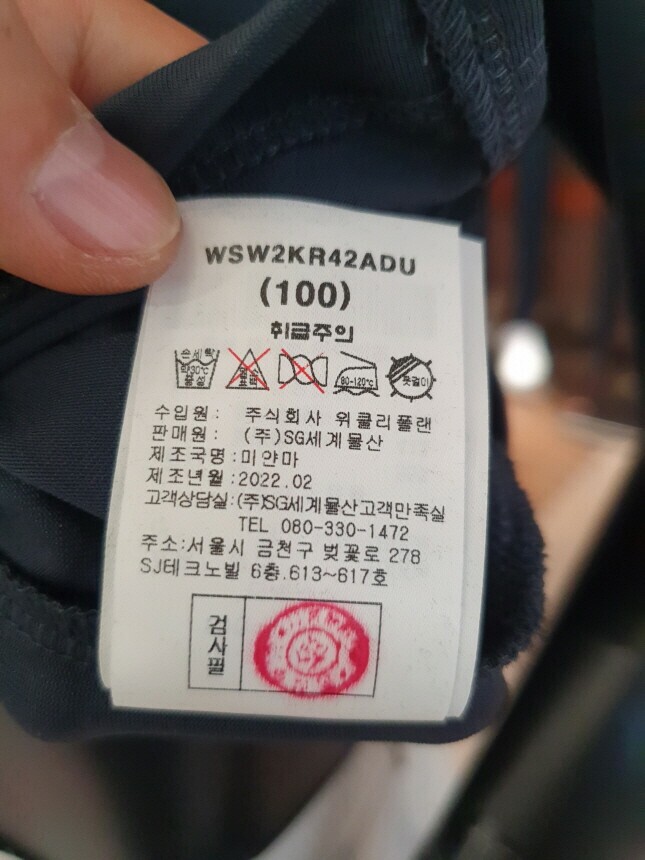 WSW2KR42ADU
(100)
취급주의
손세탁
약30℃
중성
80-120℃
옷걸이
수입원 : 주식회사 위클리플랜
판매원 : (주)SG세계물산
제조국명:미얀마
제조년월:2022.02
고객상담실:(주)SG세계물산고객만족실
TEL 080-330-1472
주소:서울시 금천구 벚꽃로 278
SJ테크노빌 6층.613~617호
검사필